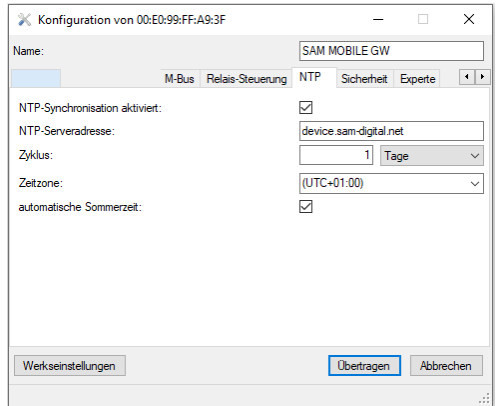 Konfiguration von 00:E0:99:FF:A9:3F
Name: SAM MOBILE GW
M-Bus Relais-Steuerung NTP Sicherheit Experte
NTP-Synchronisation aktiviert:
NTP-Serveradresse: device.sam-digital.net
Zyklus: 1 Tage
Zeitzone: (UTC+01:00)
automatische Sommerzeit:
Werkseinstellungen Übertragen Abbrechen